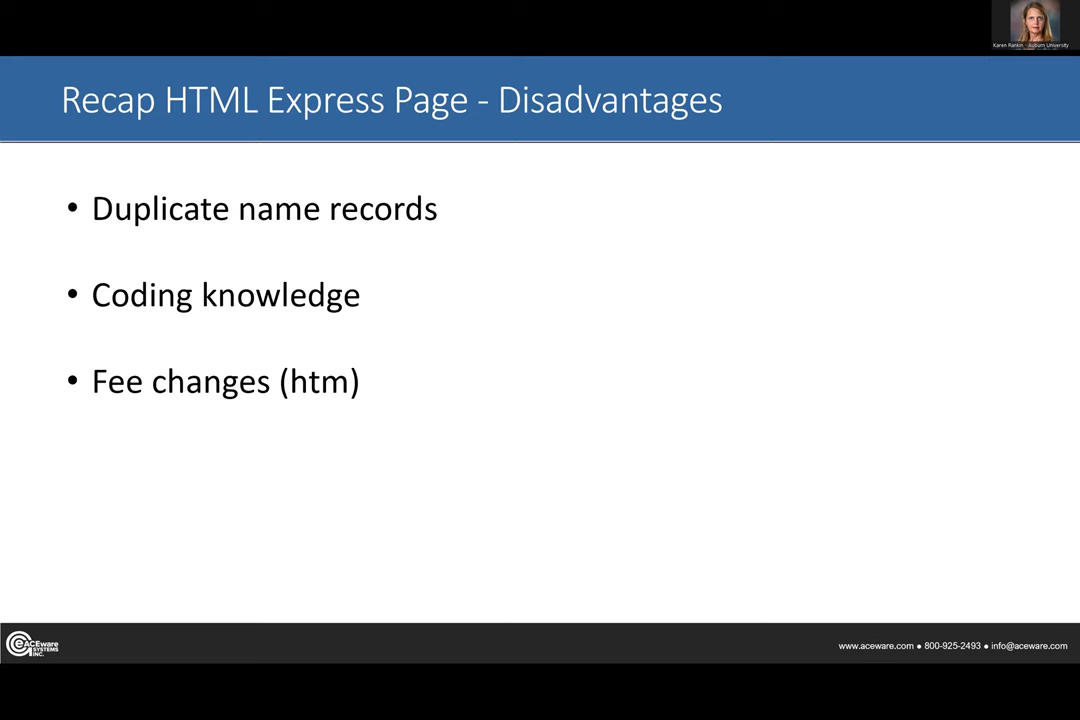 Karen Rankin - Auburn University
Recap HTML Express Page - Disadvantages
• Duplicate name records
• Coding knowledge
• Fee changes (htm)
ACEware
SYSTEMS
INC.
www.aceware.com ● 800-925-2493 ● info@aceware.com